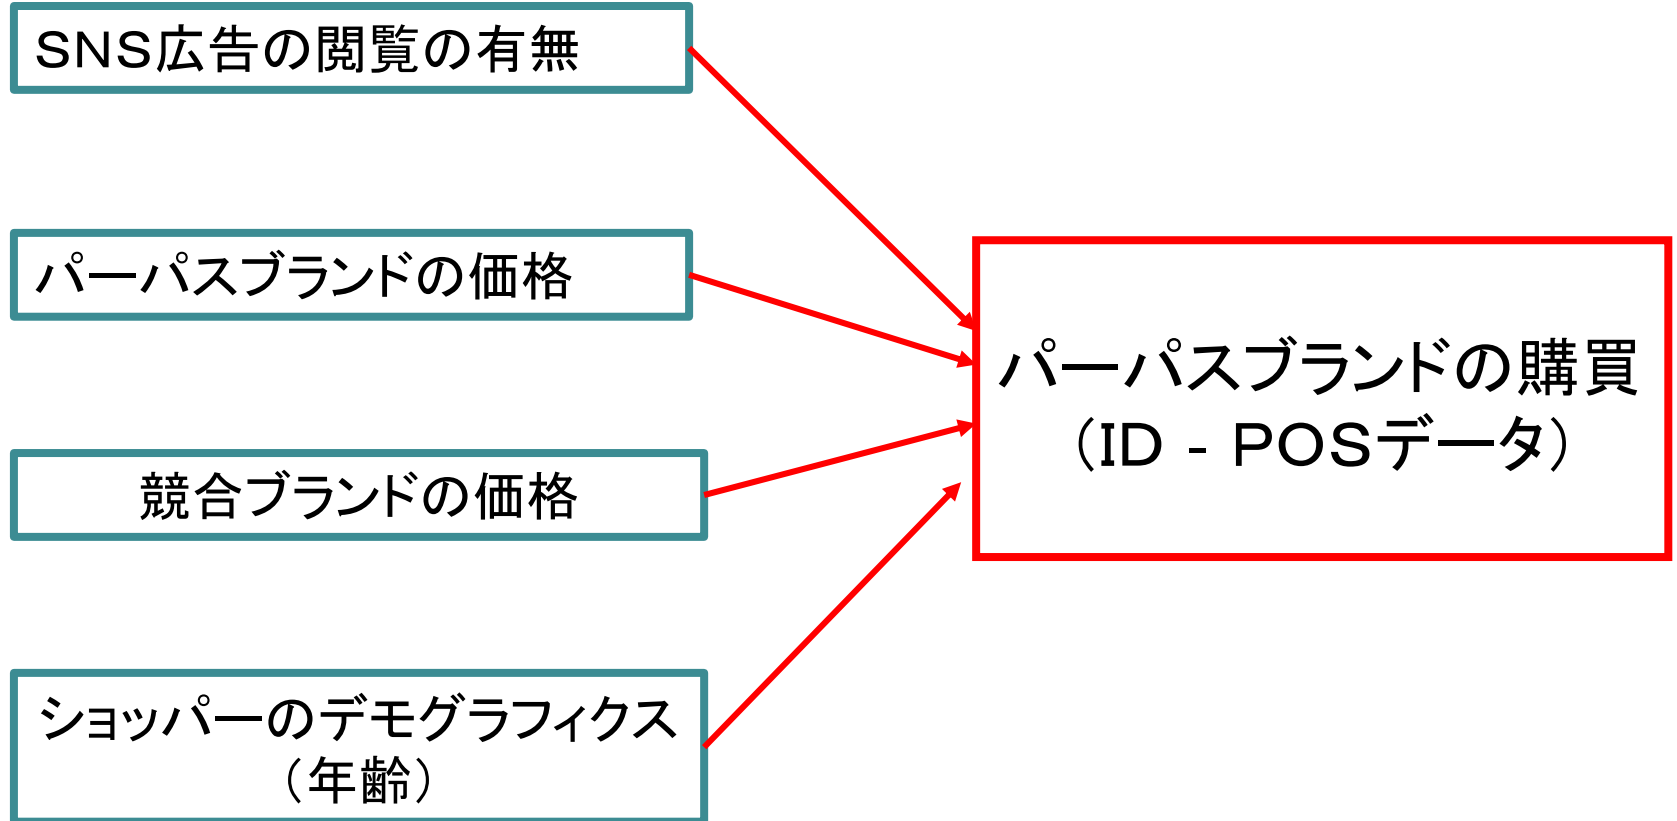 ＳＮＳ広告の閲覧の有無
パーパスブランドの価格
競合ブランドの価格
ショッパーのデモグラフィクス
（年齢）
パーパスブランドの購買
（ID‐ＰＯＳデータ）